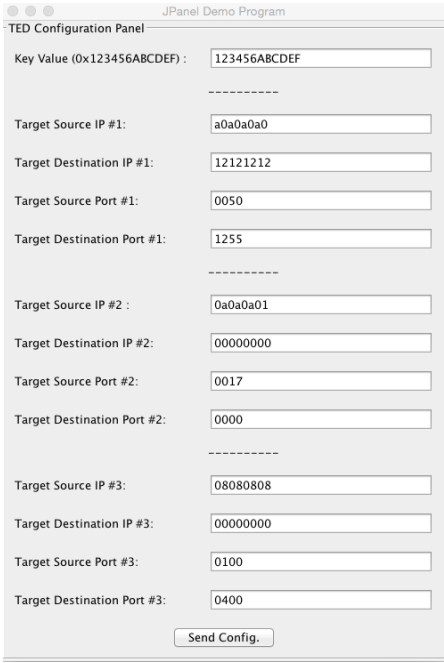 JPanel Demo Program
TED Configuration Panel
Key Value (0x123456ABCDEF) : 123456ABCDEF
----------
Target Source IP #1: a0a0a0a0
Target Destination IP #1: 12121212
Target Source Port #1: 0050
Target Destination Port #1: 1255
----------
Target Source IP #2 : 0a0a0a01
Target Destination IP #2: 00000000
Target Source Port #2: 0017
Target Destination Port #2: 0000
----------
Target Source IP #3: 08080808
Target Destination IP #3: 00000000
Target Source Port #3: 0100
Target Destination Port #3: 0400
Send Config.